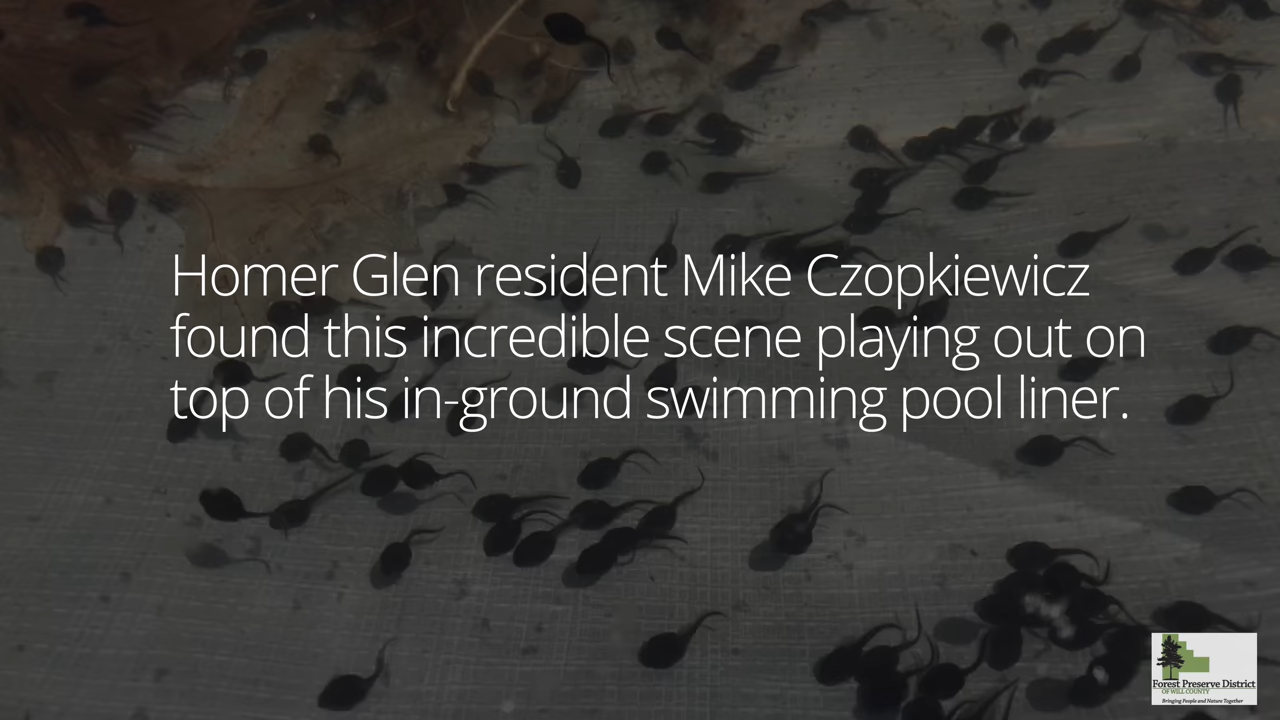 Homer Glen resident Mike Czopkiewicz
found this incredible scene playing out on
top of his in-ground swimming pool liner.
Forest Preserve District
OF WILL COUNTY
Bringing People and Nature Together